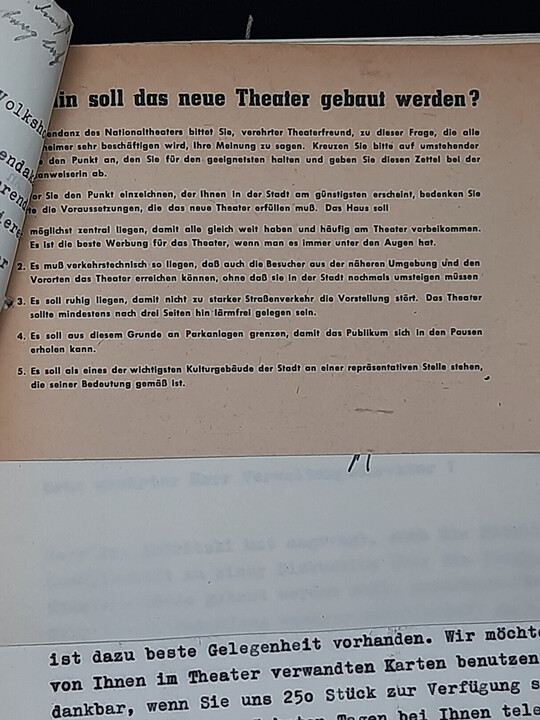 in soll das neue Theater gebaut werden?
endanz des Nationaltheaters bittet Sie, verehrter Theaterfreund, zu dieser Frage, die alle
heimer sehr beschäftigen wird, Ihre Meinung zu sagen. Kreuzen Sie bitte auf umstehender
den Punkt an, den Sie für den geeignetsten halten und geben Sie diesen Zettel bei der
anweiserin ab.
or Sie den Punkt einzeichnen, der Ihnen in der Stadt am günstigsten erscheint, bedenken Sie
te die Voraussetzungen, die das neue Theater erfüllen muß. Das Haus soll
möglichst zentral liegen, damit alle gleich weit haben und häufig am Theater vorbeikommen.
Es ist die beste Werbung für das Theater, wenn man es immer unter den Augen hat.
2. Es muß verkehrstechnisch so liegen, daß auch die Besucher aus der näheren Umgebung und den
Vororten das Theater erreichen können, ohne daß sie in der Stadt nochmals umsteigen müssen
3. Es soll ruhig liegen, damit nicht zu starker Straßenverkehr die Vorstellung stört. Das Theater
sollte mindestens nach drei Seiten hin lärmfrei gelegen sein.
4. Es soll aus diesem Grunde an Parkanlagen grenzen, damit das Publikum sich in den Pausen
erholen kann.
5. Es soll als eines der wichtigsten Kulturgebäude der Stadt an einer repräsentativen Stelle stehen,
die seiner Bedeutung gemäß ist.
ist dazu beste Gelegenheit vorhanden. Wir möchte
von Ihnen im Theater verwandten Karten benutzen
dankbar, wenn Sie uns 250 Stück zur Verfügung s
Tagen bei Ihnen tele